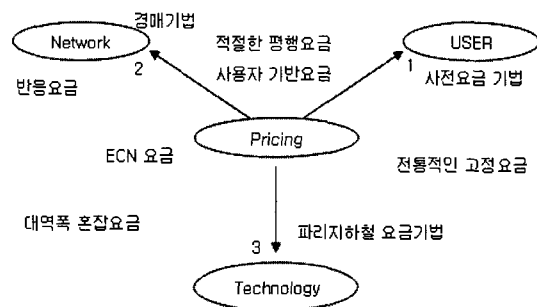 경매기법
Network
적절한 평행요금
USER
2
1
반응요금
사용자 기반요금
사전요금 기법
Pricing
ECN 요금
전통적인 고정요금
대역폭 혼잡요금
파리지하철 요금기법
3
Technology